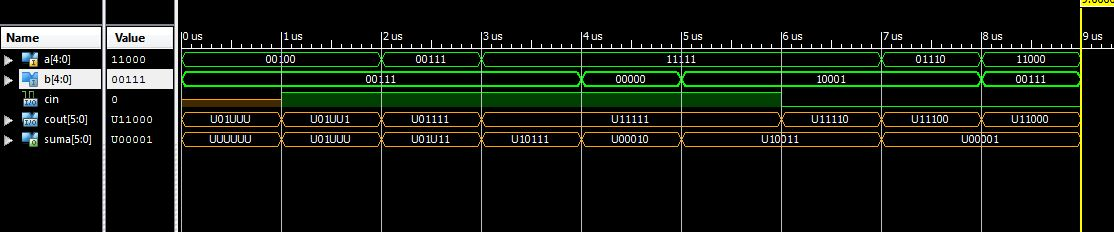 9.0000
Name Value 0 us 1 us 2 us 3 us 4 us 5 us 6 us 7 us 8 us 9 us
a[4:0] 11000 00100 00111 11111 01110 11000
b[4:0] 00111 00111 00000 10001 00111
cin 0
cout[5:0] U11000 U01UUU U01UU1 U01111 U11111 U11110 U11100 U11000
suma[5:0] U00001 UUUUUU U01UUU U01U11 U10111 U00010 U10011 U00001